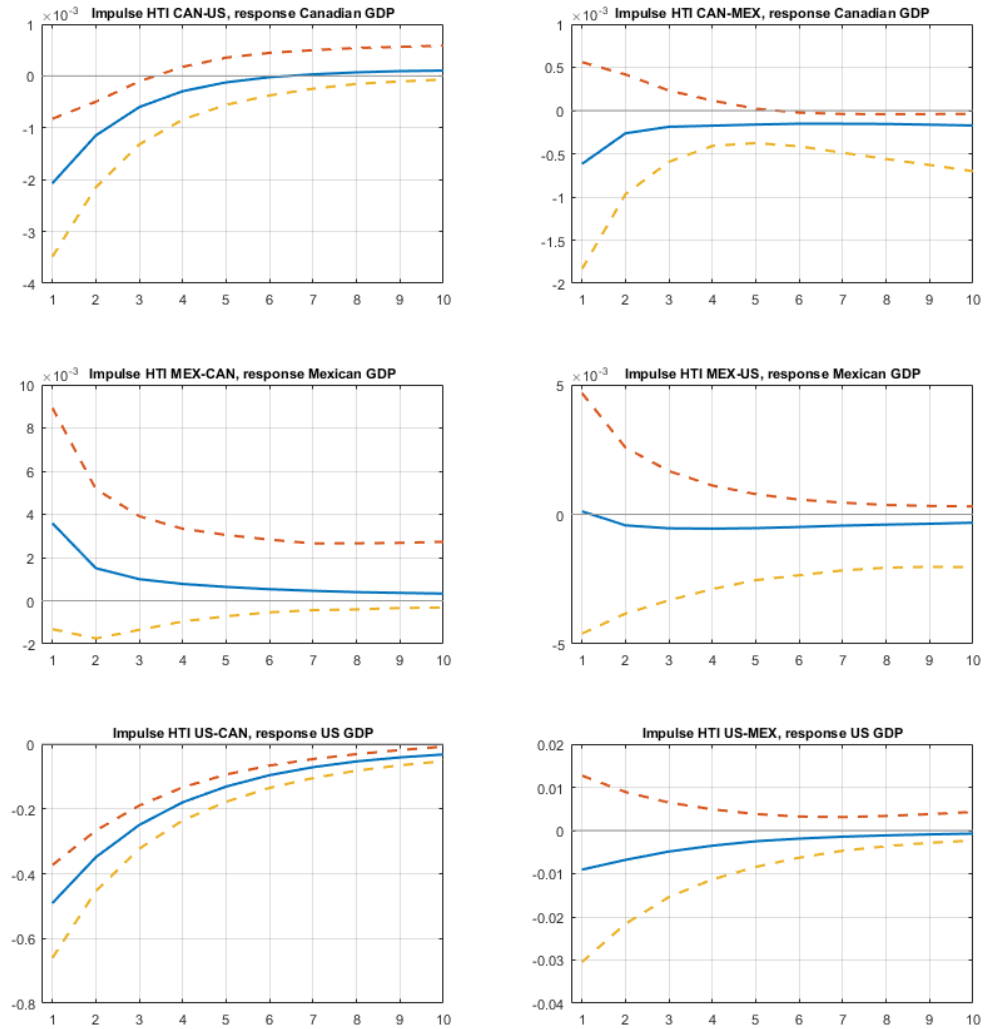 ×10⁻³ Impulse HTI CAN-US, response Canadian GDP
1
0
-1
-2
-3
-4
1 2 3 4 5 6 7 8 9 10
×10⁻³ Impulse HTI CAN-MEX, response Canadian GDP
1
0.5
0
-0.5
-1
-1.5
-2
1 2 3 4 5 6 7 8 9 10
×10⁻³ Impulse HTI MEX-CAN, response Mexican GDP
10
8
6
4
2
0
-2
1 2 3 4 5 6 7 8 9 10
×10⁻³ Impulse HTI MEX-US, response Mexican GDP
5
0
-5
1 2 3 4 5 6 7 8 9 10
Impulse HTI US-CAN, response US GDP
0
-0.2
-0.4
-0.6
-0.8
1 2 3 4 5 6 7 8 9 10
Impulse HTI US-MEX, response US GDP
0.02
0.01
0
-0.01
-0.02
-0.03
-0.04
1 2 3 4 5 6 7 8 9 10